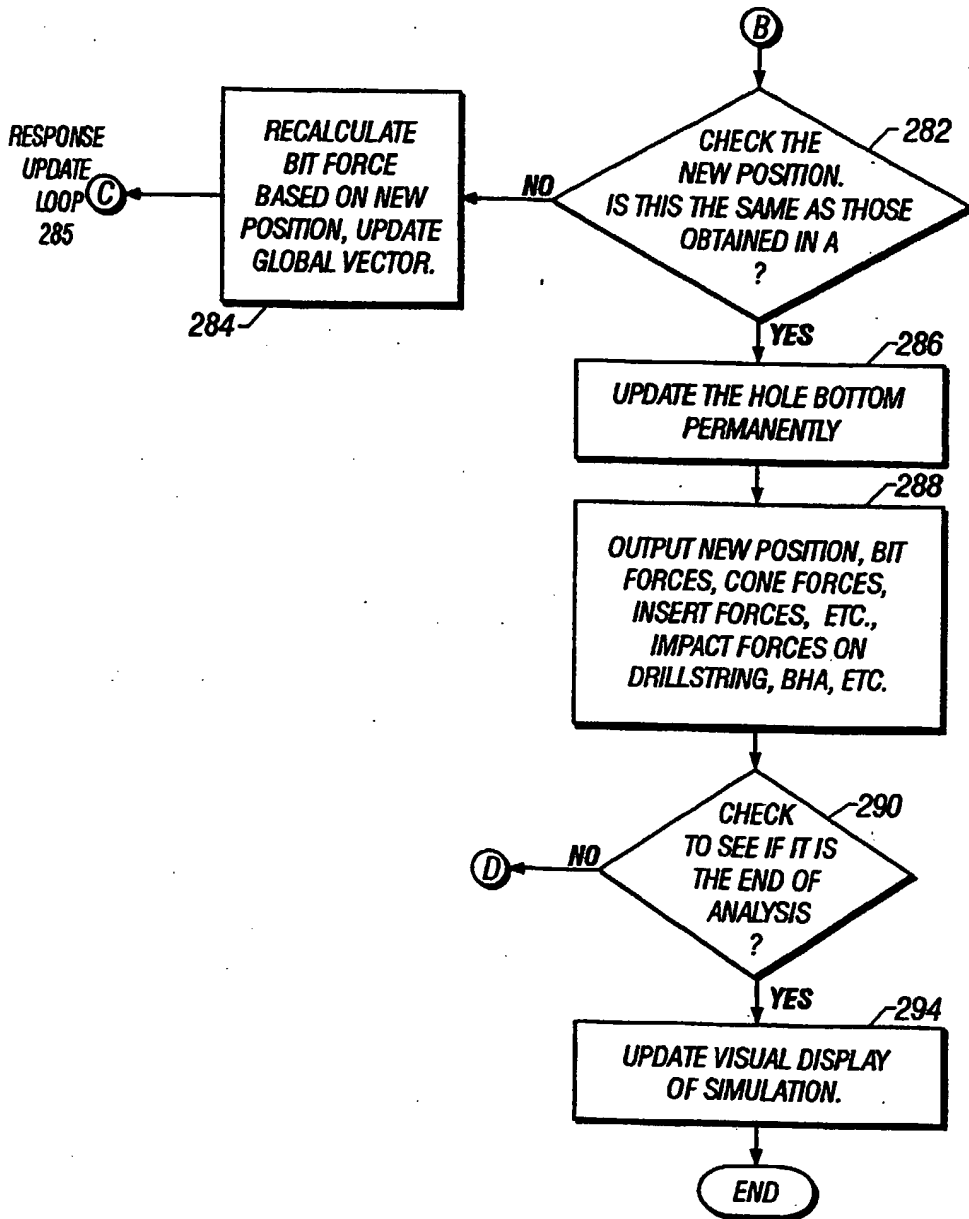 B
CHECK THE
NEW POSITION.
IS THIS THE SAME AS THOSE
OBTAINED IN A
?
282
NO
RECALCULATE
BIT FORCE
BASED ON NEW
POSITION, UPDATE
GLOBAL VECTOR.
284
RESPONSE
UPDATE
LOOP
285
C
YES
286
UPDATE THE HOLE BOTTOM
PERMANENTLY
288
OUTPUT NEW POSITION, BIT
FORCES, CONE FORCES,
INSERT FORCES, ETC.,
IMPACT FORCES ON
DRILLSTRING, BHA, ETC.
290
CHECK
TO SEE IF IT IS
THE END OF
ANALYSIS
?
NO
D
YES
294
UPDATE VISUAL DISPLAY
OF SIMULATION.
END